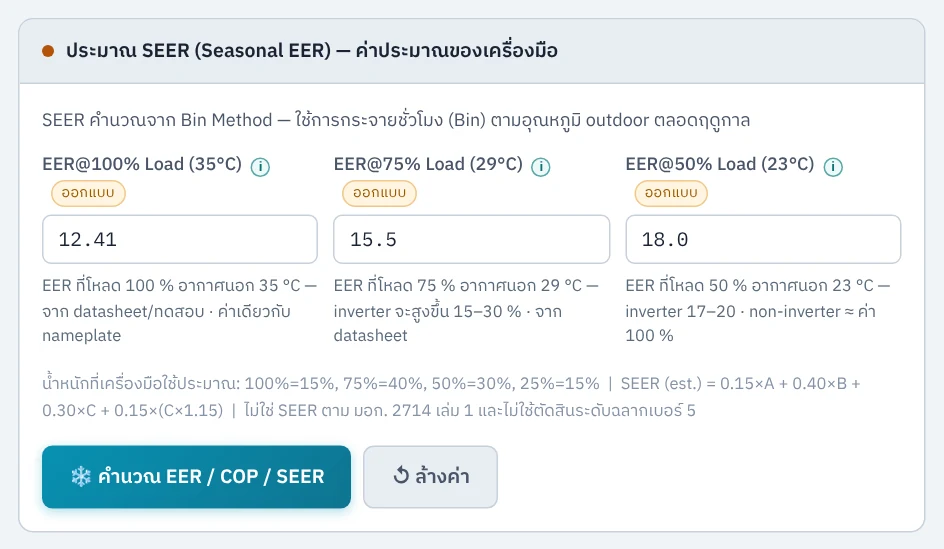 ประมาณ SEER (Seasonal EER) — ค่าประมาณของเครื่องมือ
SEER คำนวณจาก Bin Method — ใช้การกระจายชั่วโมง (Bin) ตามอุณหภูมิ outdoor ตลอดฤดูกาล
EER@100% Load (35°C) i
ออกแบบ
12.41
EER ที่โหลด 100 % อากาศนอก 35 °C —
จาก datasheet/ทดสอบ · ค่าเดียวกับ
nameplate
EER@75% Load (29°C) i
ออกแบบ
15.5
EER ที่โหลด 75 % อากาศนอก 29 °C —
inverter จะสูงขึ้น 15–30 % · จาก
datasheet
EER@50% Load (23°C) i
ออกแบบ
18.0
EER ที่โหลด 50 % อากาศนอก 23 °C —
inverter 17–20 · non-inverter ≈ ค่า
100 %
น้ำหนักที่เครื่องมือใช้ประมาณ: 100%=15%, 75%=40%, 50%=30%, 25%=15% | SEER (est.) = 0.15×A + 0.40×B +
0.30×C + 0.15×(C×1.15) | ไม่ใช่ SEER ตาม มอก. 2714 เล่ม 1 และไม่ใช้ตัดสินระดับฉลากเบอร์ 5
❄️ คำนวณ EER / COP / SEER
↺ ล้างค่า